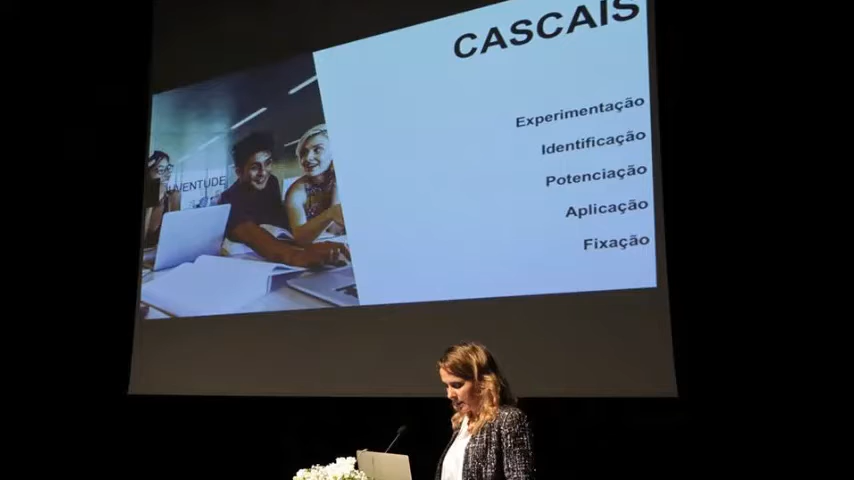 CASCAIS
JUVENTUDE
Experimentação
Identificação
Potenciação
Aplicação
Fixação